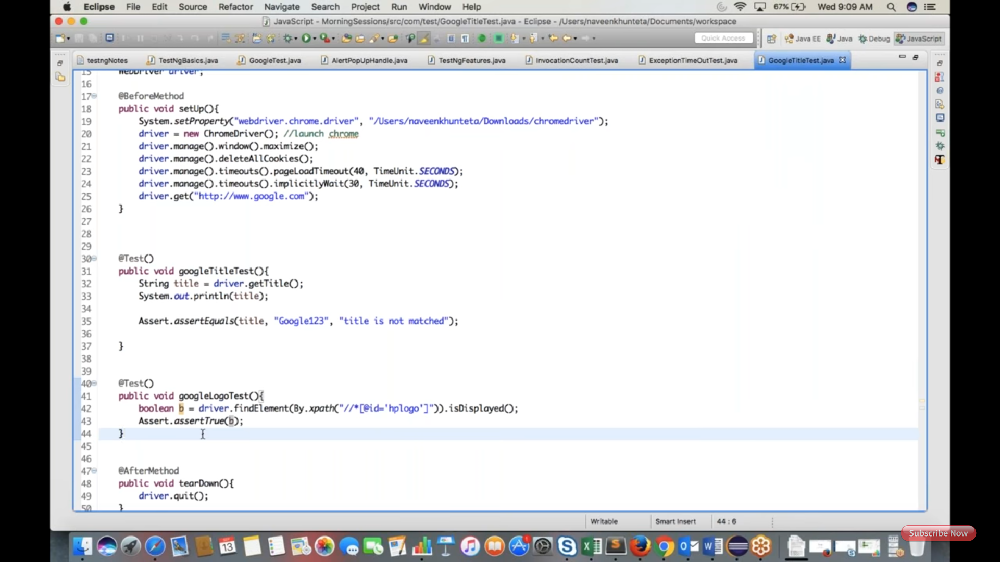 Eclipse File Edit Source Refactor Navigate Search Project Run Window Help 67% Wed 9:09 AM
JavaScript - MorningSessions/src/com/test/GoogleTitleTest.java - Eclipse - /Users/naveenkhunteta/Documents/workspace
Quick Access Java EE Java Debug JavaScript
testngNotes TestNgBasics.java GoogleTest.java AlertPopUpHandle.java TestNgFeatures.java InvocationCountTest.java ExceptionTimeOutTest.java GoogleTitleTest.java
15 WebDriver driver;
16
17 @BeforeMethod
18 public void setUp(){
19 System.setProperty("webdriver.chrome.driver", "/Users/naveenkhunteta/Downloads/chromedriver");
20 driver = new ChromeDriver(); //launch chrome
21 driver.manage().window().maximize();
22 driver.manage().deleteAllCookies();
23 driver.manage().timeouts().pageLoadTimeout(40, TimeUnit.SECONDS);
24 driver.manage().timeouts().implicitlyWait(30, TimeUnit.SECONDS);
25 driver.get("http://www.google.com");
26 }
27
28
29
30 @Test()
31 public void googleTitleTest(){
32 String title = driver.getTitle();
33 System.out.println(title);
34
35 Assert.assertEquals(title, "Google123", "title is not matched");
36
37 }
38
39
40 @Test()
41 public void googleLogoTest(){
42 boolean b = driver.findElement(By.xpath("//*[@id='hplogo']")).isDisplayed();
43 Assert.assertTrue(b);
44 }
45
46
47 @AfterMethod
48 public void tearDown(){
49 driver.quit();
50 }
Writable Smart Insert 44 : 6
Subscribe Now
SEP
13
1